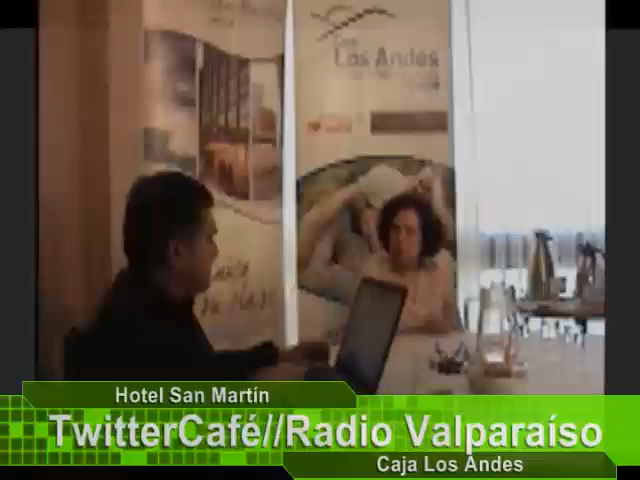 Los Andes
Hotel San Martín
TwitterCafé//Radio Valparaíso
Caja Los Andes